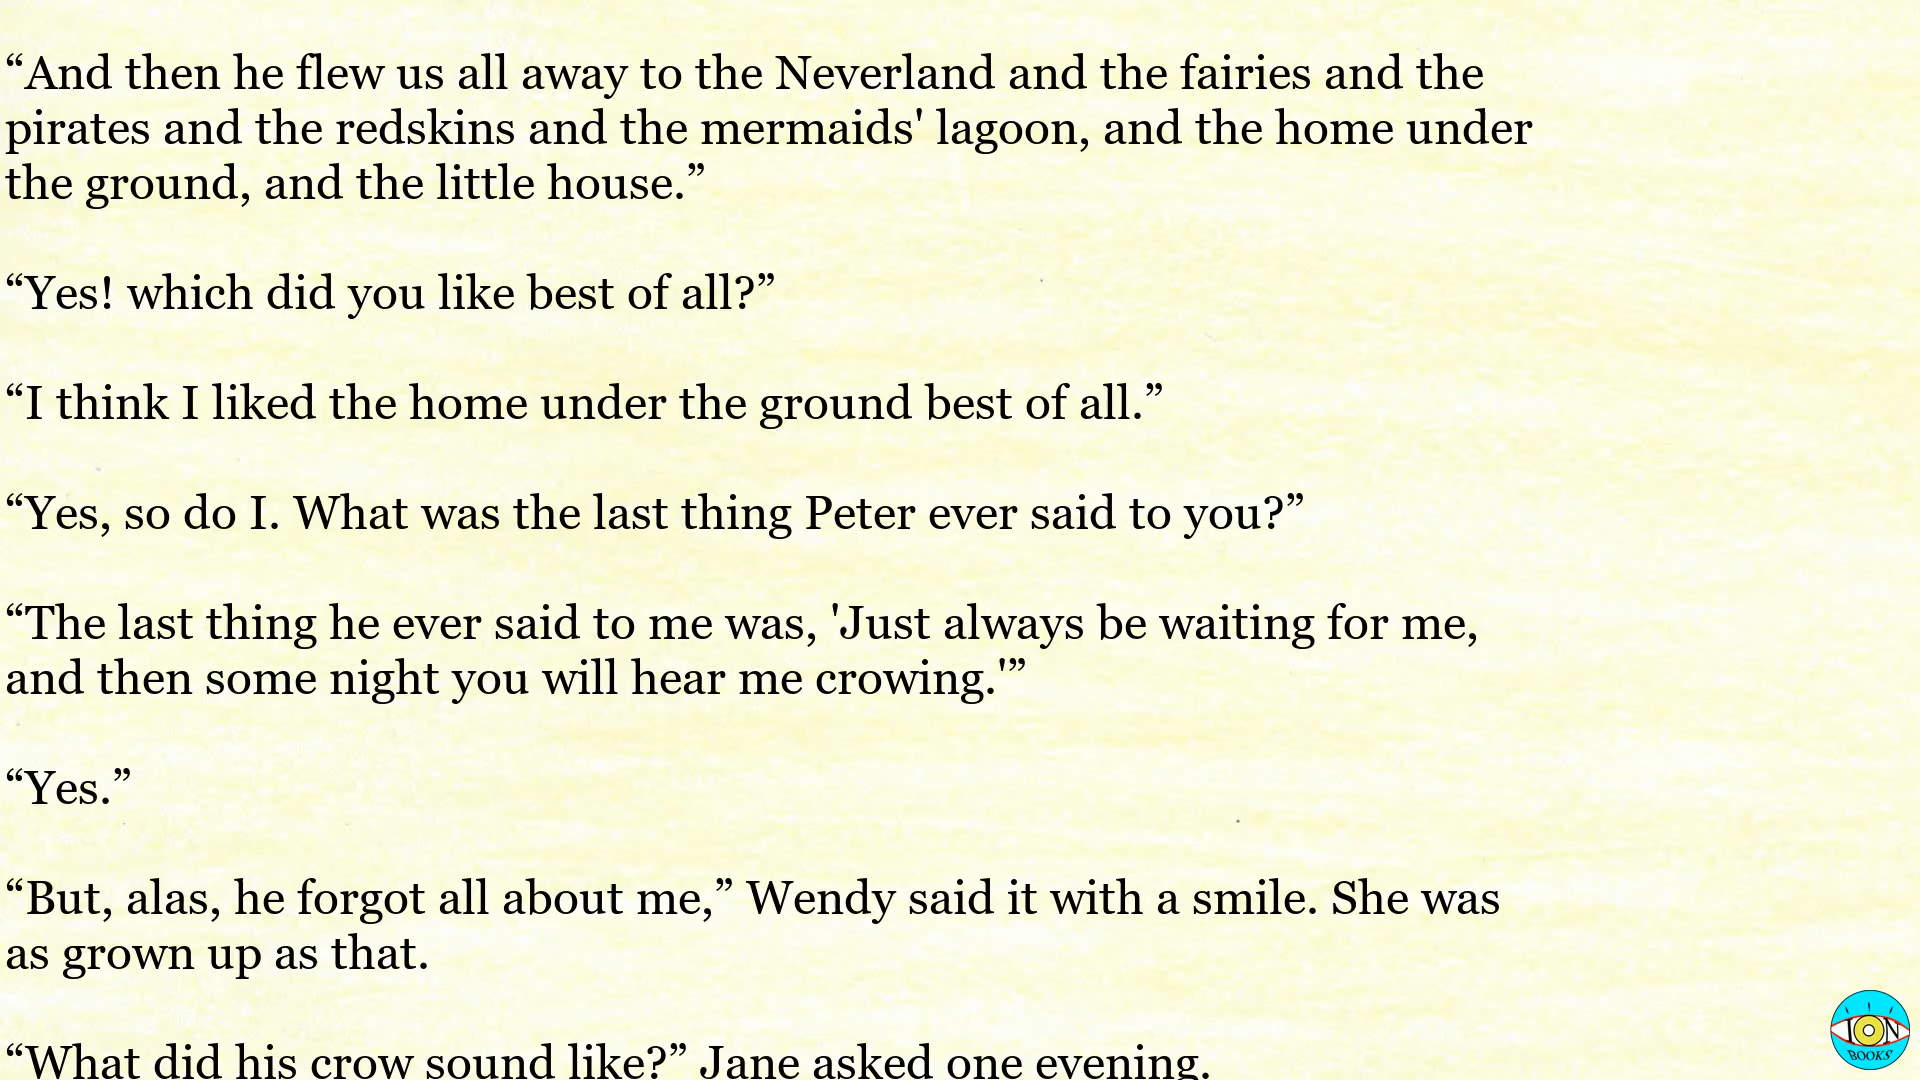 “And then he flew us all away to the Neverland and the fairies and the
pirates and the redskins and the mermaids' lagoon, and the home under
the ground, and the little house.”
“Yes! which did you like best of all?”
“I think I liked the home under the ground best of all.”
“Yes, so do I. What was the last thing Peter ever said to you?”
“The last thing he ever said to me was, 'Just always be waiting for me,
and then some night you will hear me crowing.'”
“Yes.”
“But, alas, he forgot all about me,” Wendy said it with a smile. She was
as grown up as that.
“What did his crow sound like?” Jane asked one evening.
ION
BOOKS